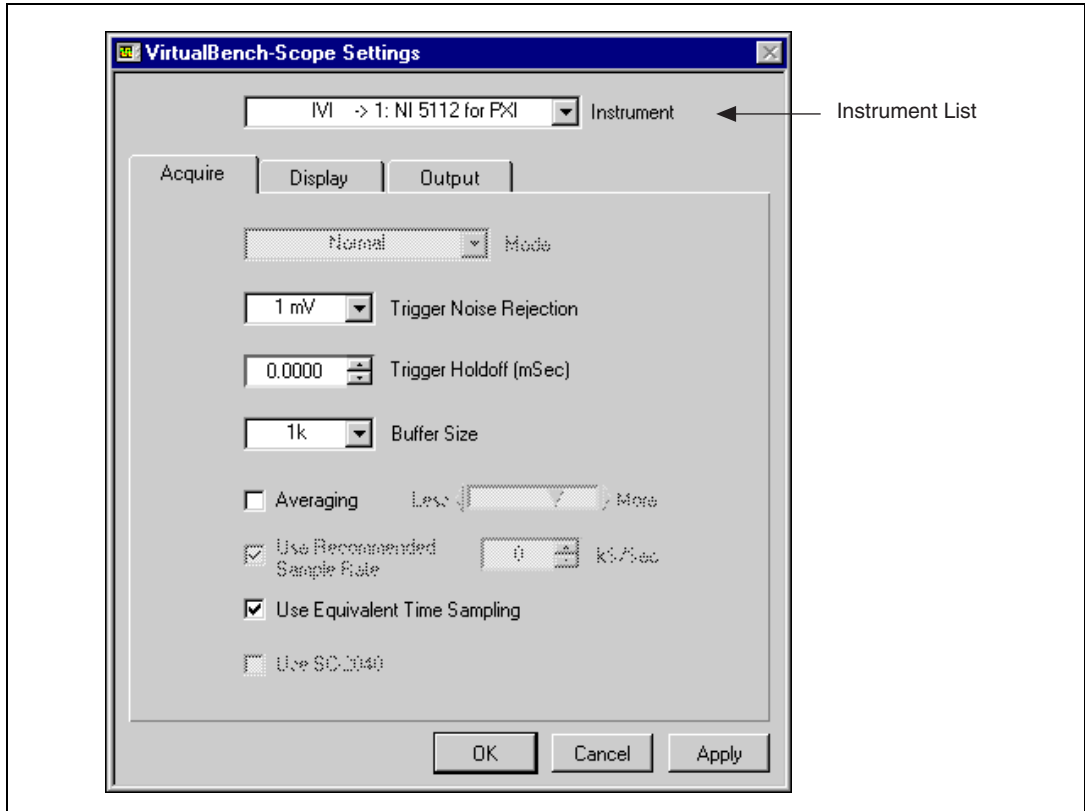 VirtualBench-Scope Settings
IVI -> 1: NI 5112 for PXI Instrument
Instrument List
Acquire Display Output
Normal Mode
1 mV Trigger Noise Rejection
0.0000 Trigger Holdoff (mSec)
1k Buffer Size
Averaging Less More
Use Recommended
Sample Rate
0 kS/Sec
Use Equivalent Time Sampling
Use SC-2040
OK Cancel Apply